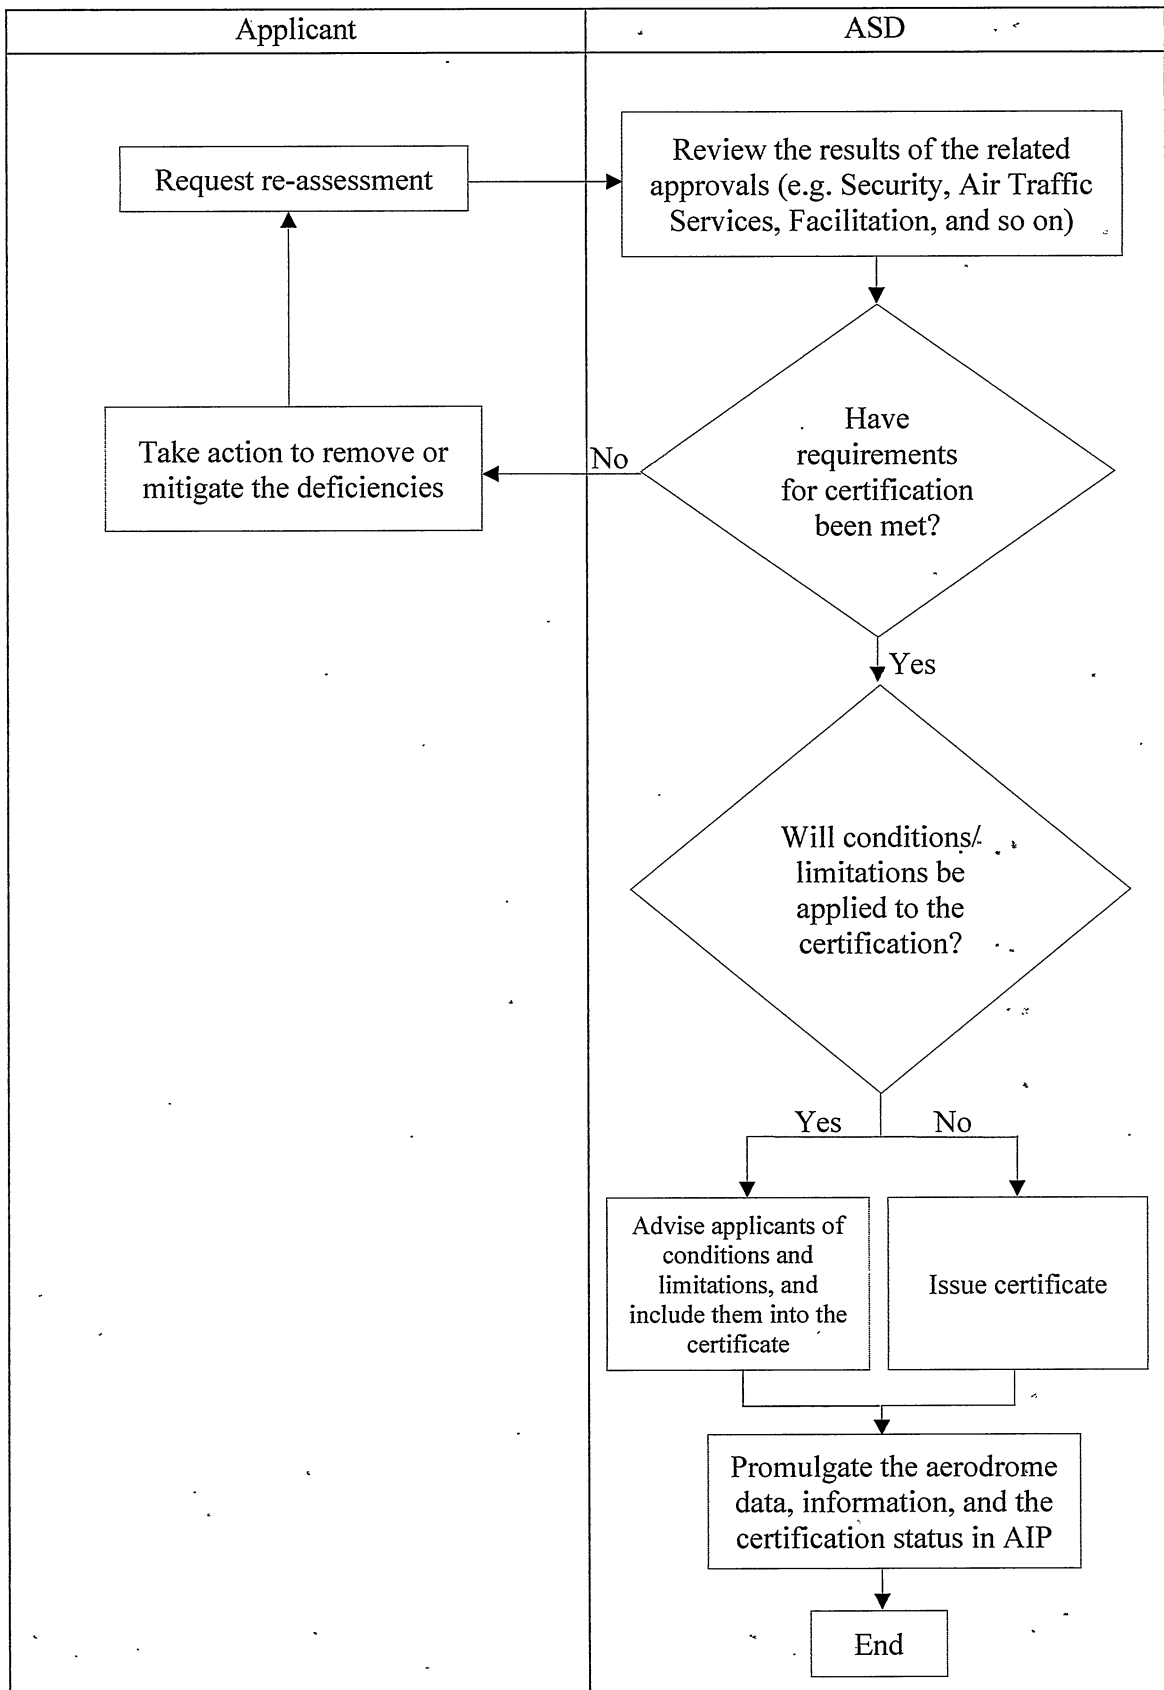 Applicant
ASD
Request re-assessment
Review the results of the related
approvals (e.g. Security, Air Traffic
Services, Facilitation, and so on)
Take action to remove or
mitigate the deficiencies
No
Have
requirements
for certification
been met?
Yes
Will conditions/
limitations be
applied to the
certification?
Yes
No
Advise applicants of
conditions and
limitations, and
include them into the
certificate
Issue certificate
Promulgate the aerodrome
data, information, and the
certification status in AIP
End